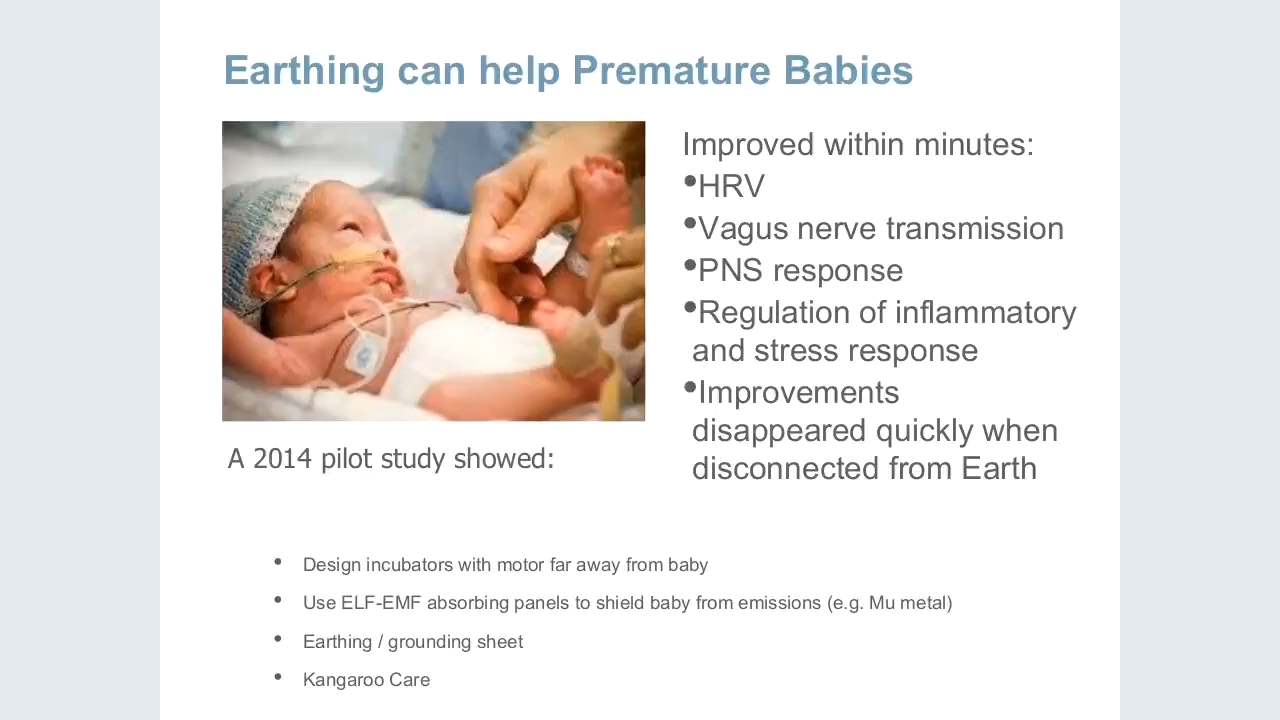 Earthing can help Premature Babies
Improved within minutes:
•HRV
•Vagus nerve transmission
•PNS response
•Regulation of inflammatory
and stress response
•Improvements
disappeared quickly when
disconnected from Earth
A 2014 pilot study showed:
• Design incubators with motor far away from baby
• Use ELF-EMF absorbing panels to shield baby from emissions (e.g. Mu metal)
• Earthing / grounding sheet
• Kangaroo Care